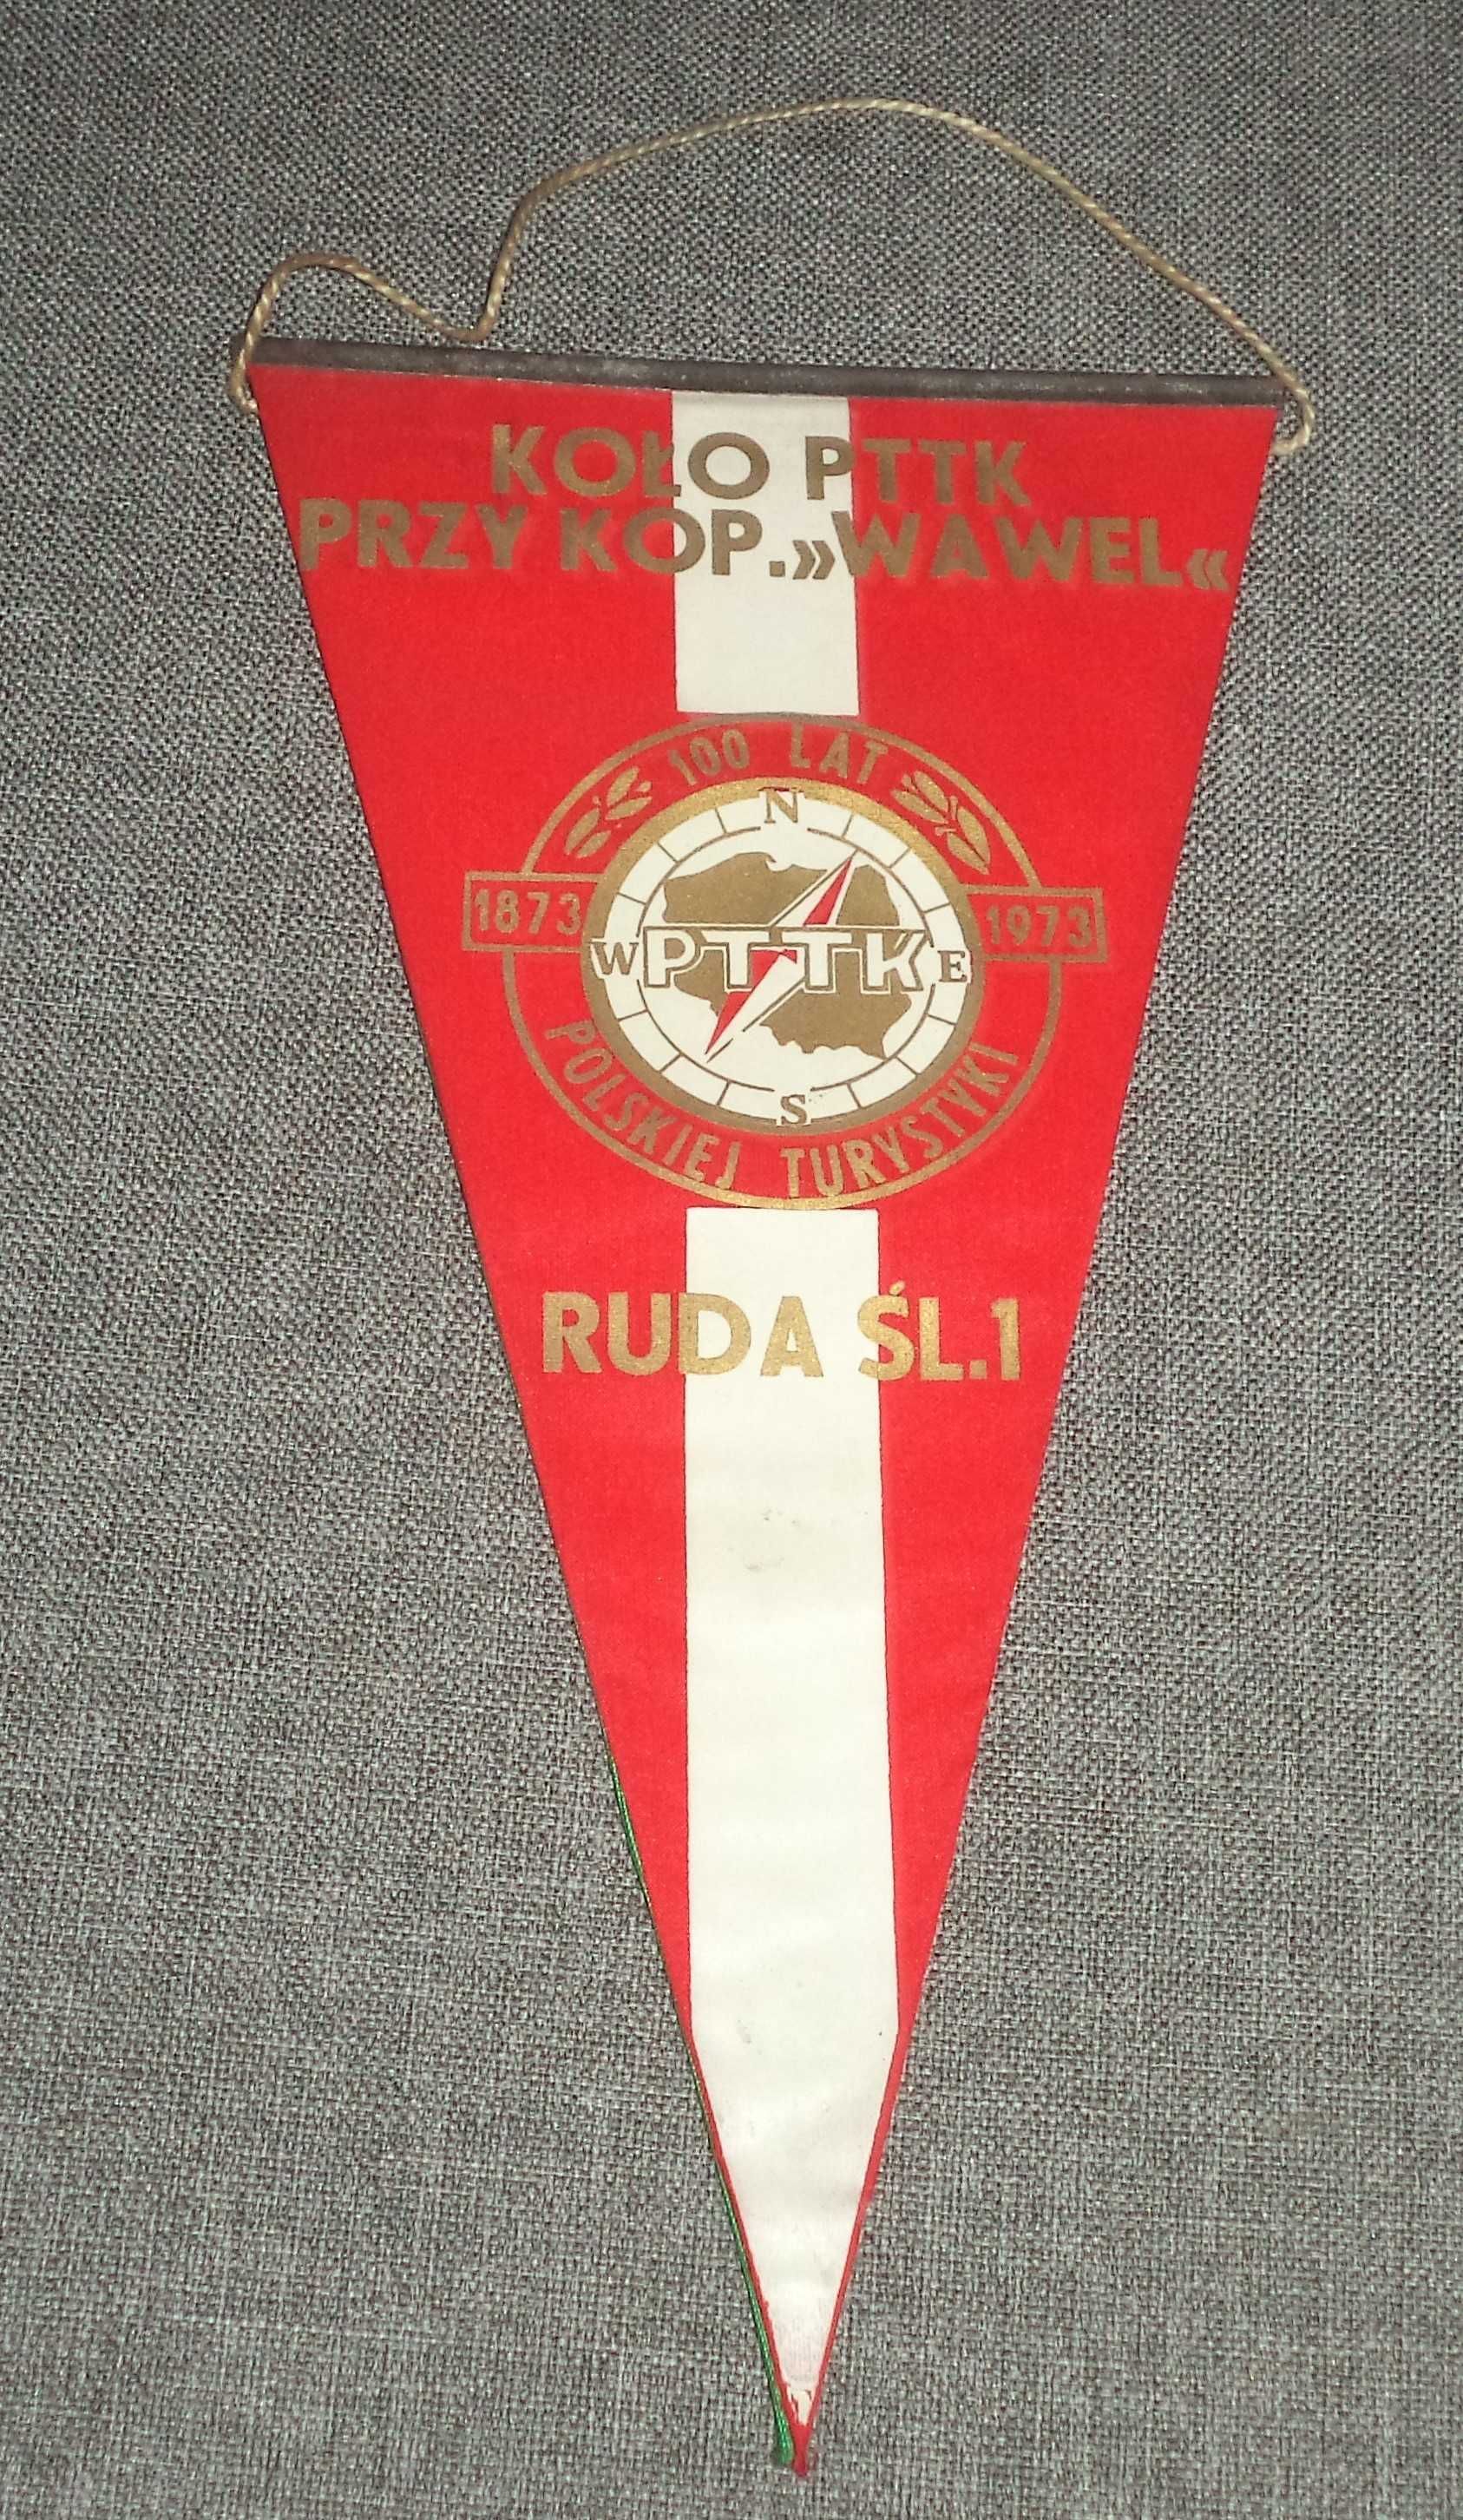 KOŁO PTTK
PRZY KOP.»WAWEL«
100 LAT
N
1873
W
PTTK
E
1973
S
POLSKIEJ TURYSTYKI
RUDA ŚL.1